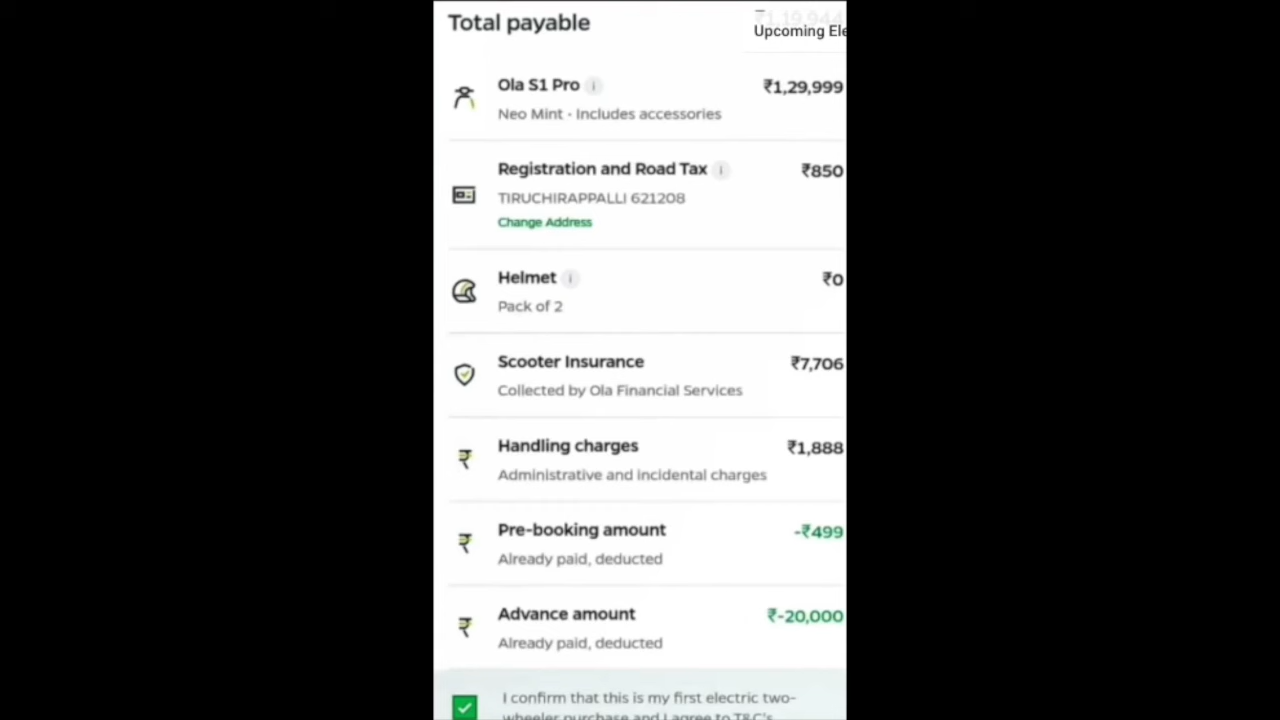 Total payable
₹1,19,944
Upcoming Ele
Ola S1 Pro i
₹1,29,999
Neo Mint • Includes accessories
Registration and Road Tax i
₹850
TIRUCHIRAPPALLI 621208
Change Address
Helmet i
₹0
Pack of 2
Scooter Insurance
₹7,706
Collected by Ola Financial Services
Handling charges
₹1,888
Administrative and incidental charges
Pre-booking amount
-₹499
Already paid, deducted
Advance amount
₹-20,000
Already paid, deducted
I confirm that this is my first electric two-
wheeler purchase and I agree to T&C's